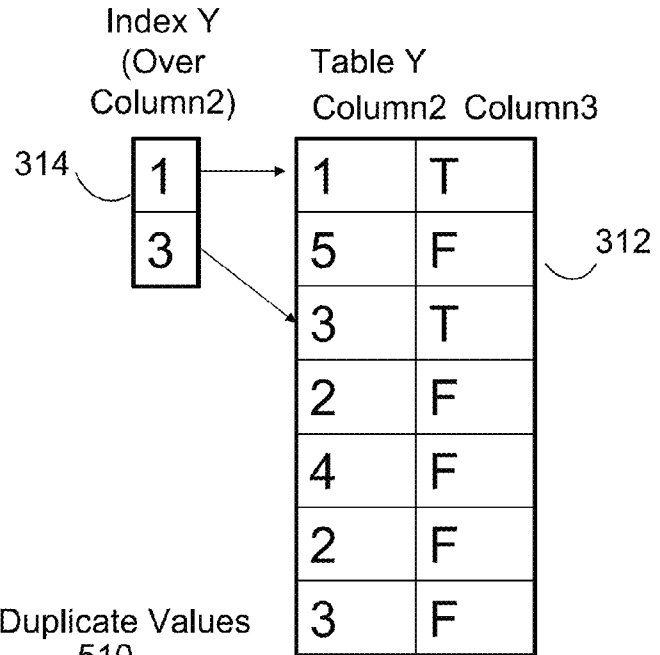 Index Y
(Over
Column2)
Table Y
Column2 Column3
314
1
3
1 T
5 F
3 T
2 F
4 F
2 F
3 F
312
Duplicate Values
510